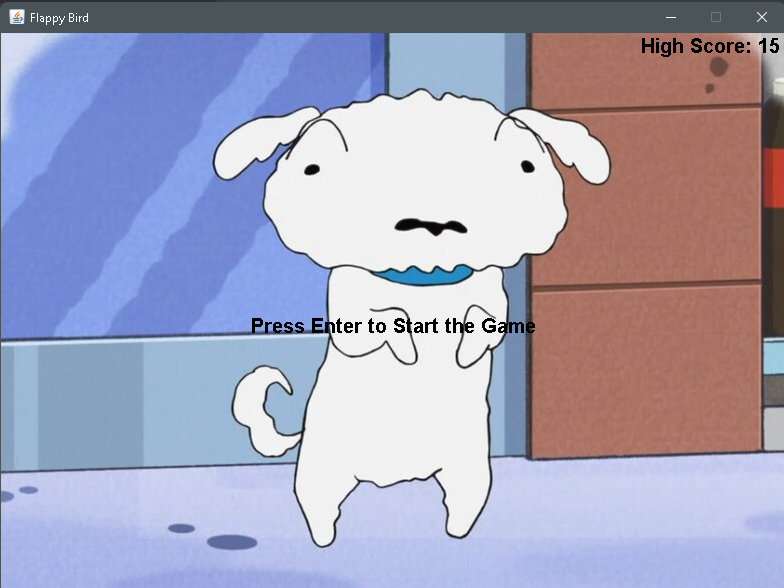 Flappy Bird
High Score: 15
Press Enter to Start the Game